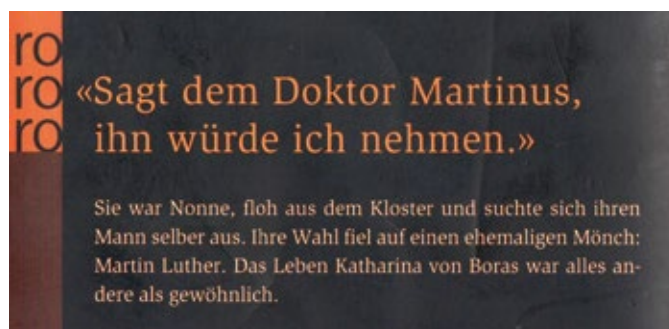 ro
ro
ro
«Sagt dem Doktor Martinus,
ihn würde ich nehmen.»
Sie war Nonne, floh aus dem Kloster und suchte sich ihren
Mann selber aus. Ihre Wahl fiel auf einen ehemaligen Mönch:
Martin Luther. Das Leben Katharina von Boras war alles an-
dere als gewöhnlich.